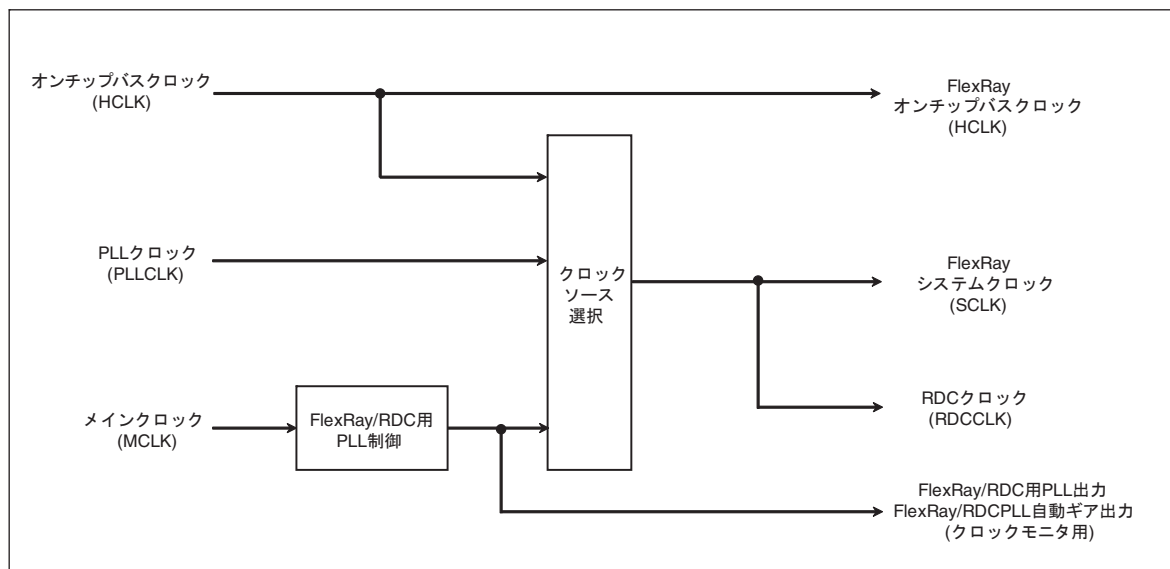 オンチップバスクロック
(HCLK)
FlexRay
オンチップバスクロック
(HCLK)
PLLクロック
(PLLCLK)
クロック
ソース
選択
FlexRay
システムクロック
(SCLK)
メインクロック
(MCLK)
FlexRay/RDC用
PLL制御
RDCクロック
(RDCCLK)
FlexRay/RDC用PLL出力
FlexRay/RDCPLL自動ギア出力
(クロックモニタ用)